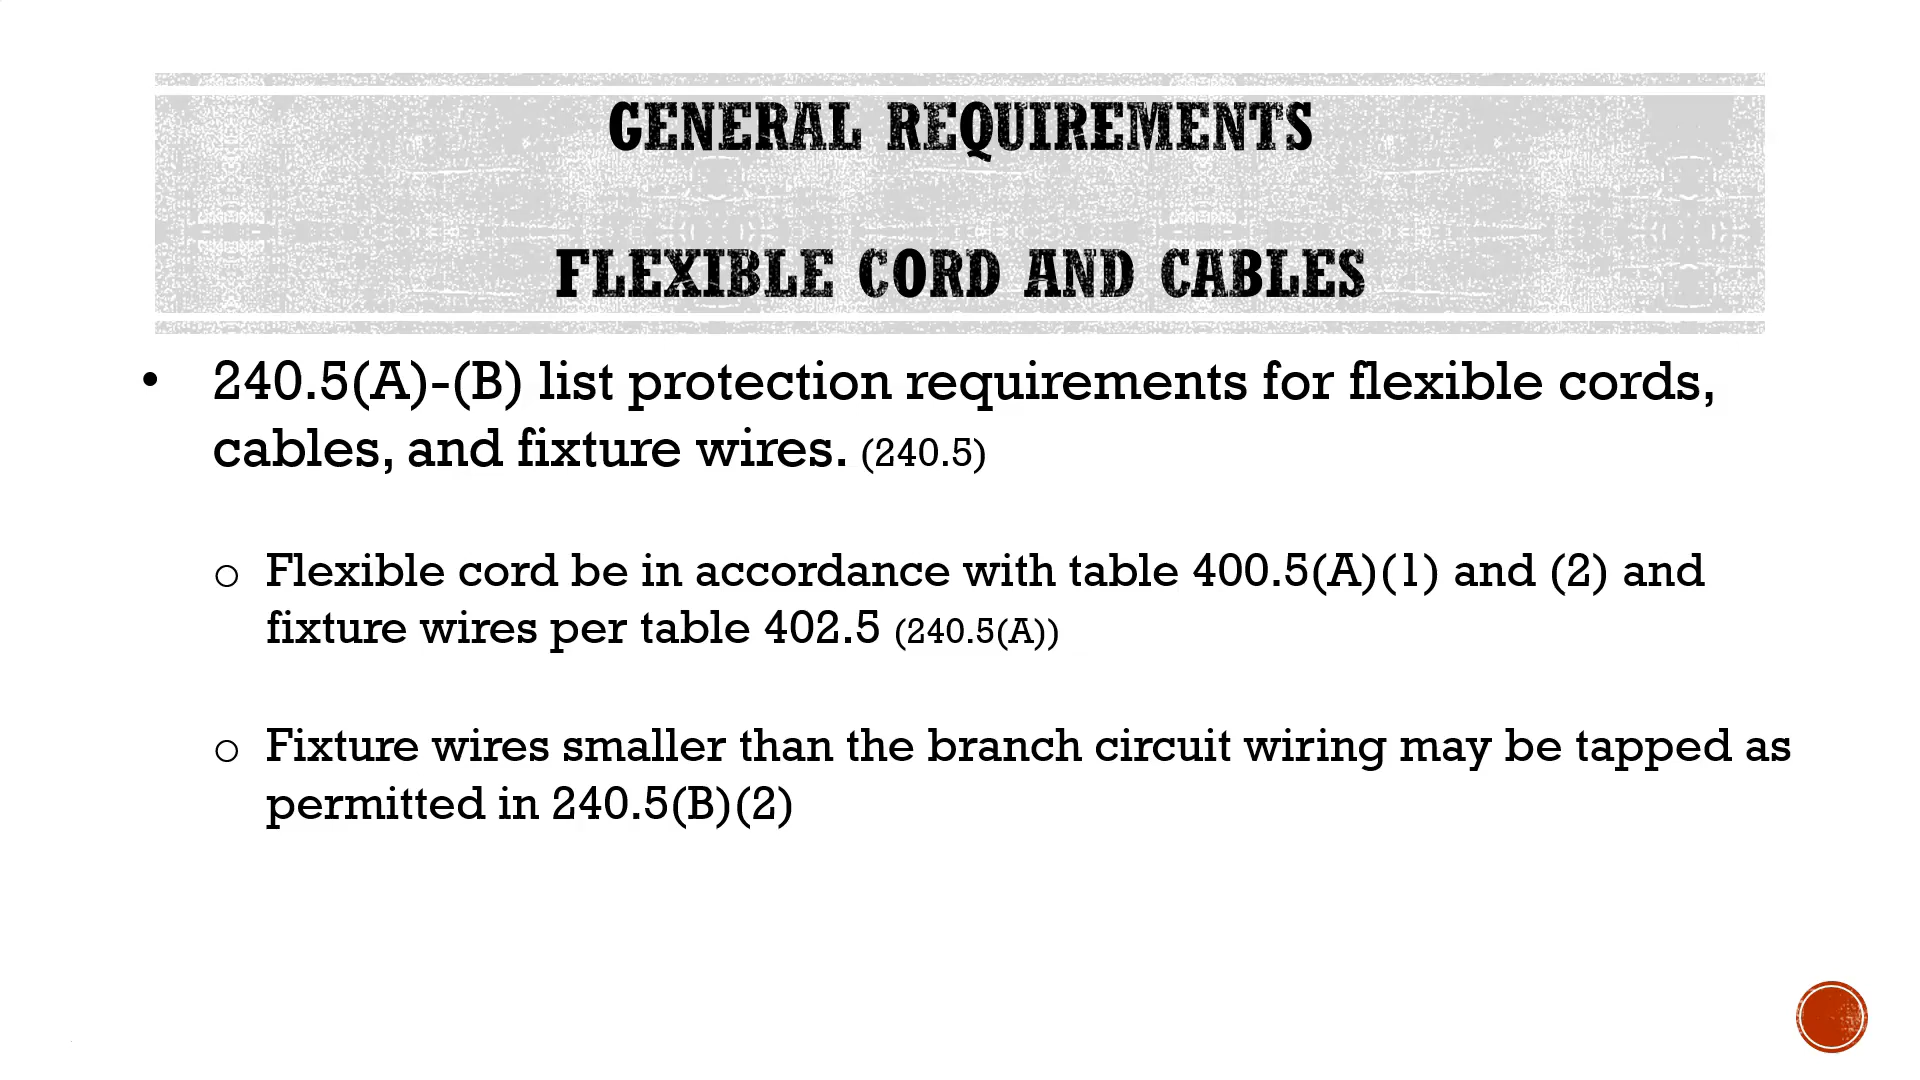 GENERAL REQUIREMENTS
FLEXIBLE CORD AND CABLES
• 240.5(A)-(B) list protection requirements for flexible cords,
cables, and fixture wires. (240.5)
o Flexible cord be in accordance with table 400.5(A)(1) and (2) and
fixture wires per table 402.5 (240.5(A))
o Fixture wires smaller than the branch circuit wiring may be tapped as
permitted in 240.5(B)(2)